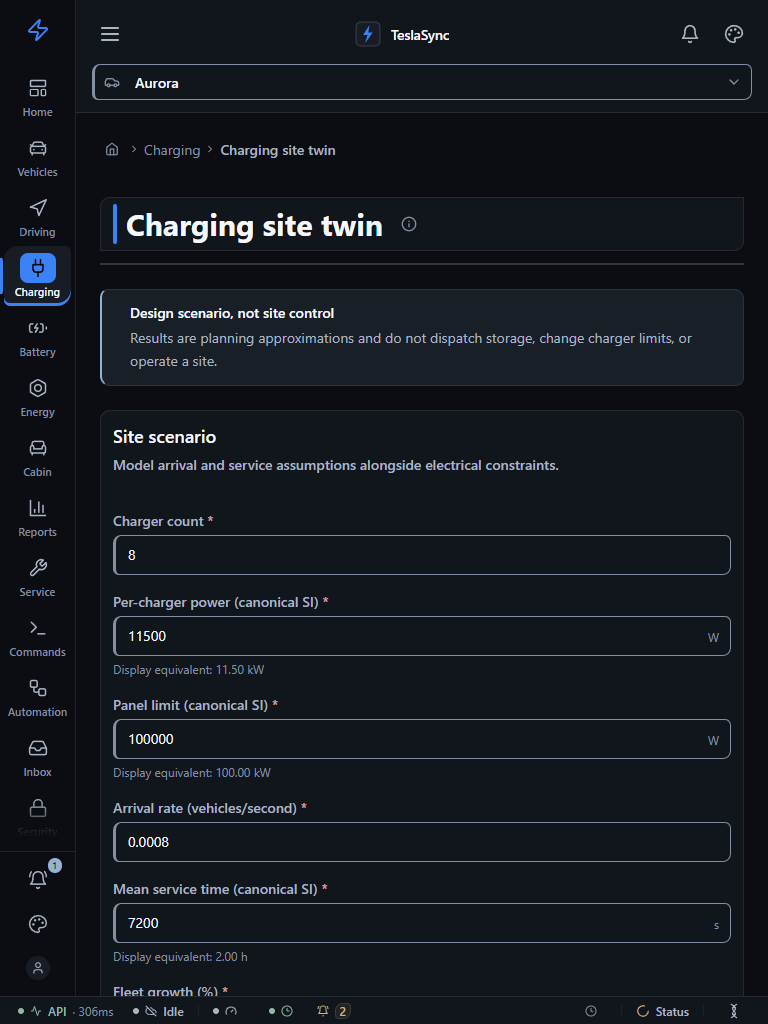 TeslaSync
Aurora
Home
Vehicles
Driving
Charging
Battery
Energy
Cabin
Reports
Service
Commands
Automation
Inbox
Security
1
Charging > Charging site twin
Charging site twin
Design scenario, not site control
Results are planning approximations and do not dispatch storage, change charger limits, or
operate a site.
Site scenario
Model arrival and service assumptions alongside electrical constraints.
Charger count *
8
Per-charger power (canonical SI) *
11500 W
Display equivalent: 11.50 kW
Panel limit (canonical SI) *
100000 W
Display equivalent: 100.00 kW
Arrival rate (vehicles/second) *
0.0008
Mean service time (canonical SI) *
7200 s
Display equivalent: 2.00 h
Fleet growth (%) *
API · 306ms Idle 2 Status